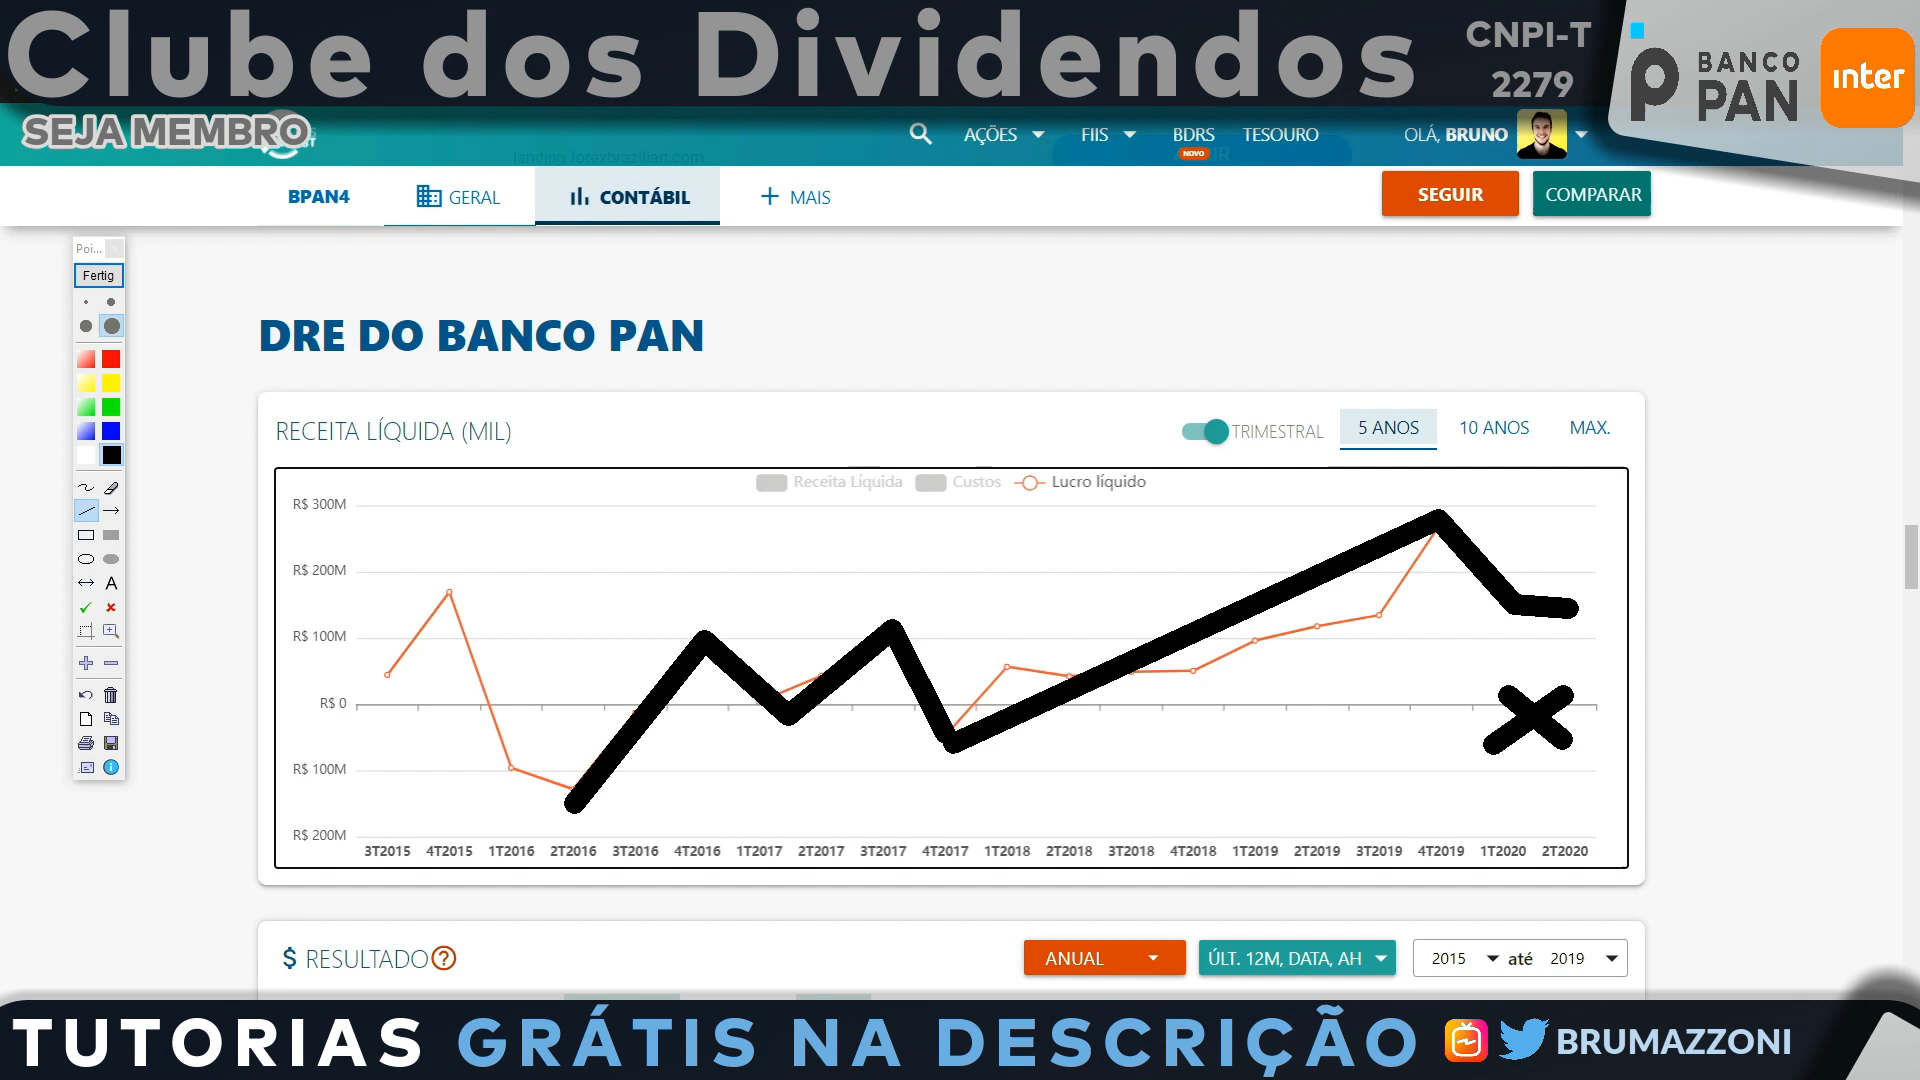 Clube dos Dividendos
CNPI-T
2279
BANCO
PAN
inter
SEJA MEMBRO
AÇÕES
FIIS
BDRS
NOVO
TESOURO
OLÁ, BRUNO
landing.forexbraziliart.com
BPAN4
GERAL
CONTÁBIL
+ MAIS
SEGUIR
COMPARAR
Poi...
Fertig
A
DRE DO BANCO PAN
RECEITA LÍQUIDA (MIL)
TRIMESTRAL
5 ANOS
10 ANOS
MAX.
Receita Líquida
Custos
Lucro líquido
R$ 300M
R$ 200M
R$ 100M
R$ 0
R$ 100M
R$ 200M
3T2015 4T2015 1T2016 2T2016 3T2016 4T2016 1T2017 2T2017 3T2017 4T2017 1T2018 2T2018 3T2018 4T2018 1T2019 2T2019 3T2019 4T2019 1T2020 2T2020
$ RESULTADO ?
ANUAL
ÚLT. 12M, DATA, AH
2015 até 2019
TUTORIAS GRÁTIS NA DESCRIÇÃO
BRUMAZZONI